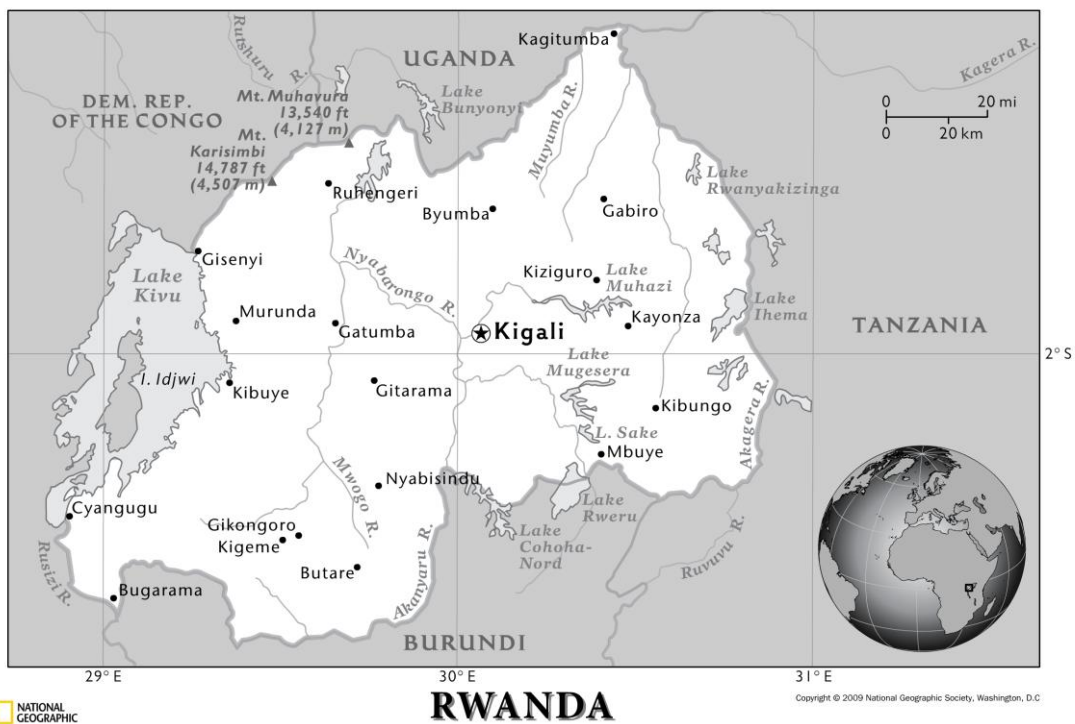 Kagitumba
UGANDA
Kagera R.
Rutshuru R.
DEM. REP.
OF THE CONGO
Mt. Muhavura
13,540 ft
(4,127 m)
Lake
Bunyonyi
0 20 mi
0 20 km
Mt.
Karisimbi
14,787 ft
(4,507 m)
Muyumba R.
Lake
Rwanyakizinga
Ruhengeri
Byumba
Gabiro
Gisenyi
Nyabarongo R.
Lake
Kivu
Kiziguro
Lake
Muhazi
Lake
Ihema
Murunda
Gatumba
Kigali
Kayonza
TANZANIA
2° S
Lake
Mugesera
I. Idjwi
Kibuye
Gitarama
Kibungo
Akagera R.
L. Sake
Mbuye
Mwogo R.
Nyabisindu
Lake
Rweru
Cyangugu
Gikongoro
Kigeme
Lake
Cohoha-
Nord
Ruvuvu R.
Rusizi R.
Butare
Akanyaru R.
Bugarama
BURUNDI
29° E
30° E
31° E
NATIONAL
GEOGRAPHIC
RWANDA
Copyright © 2009 National Geographic Society, Washington, D.C